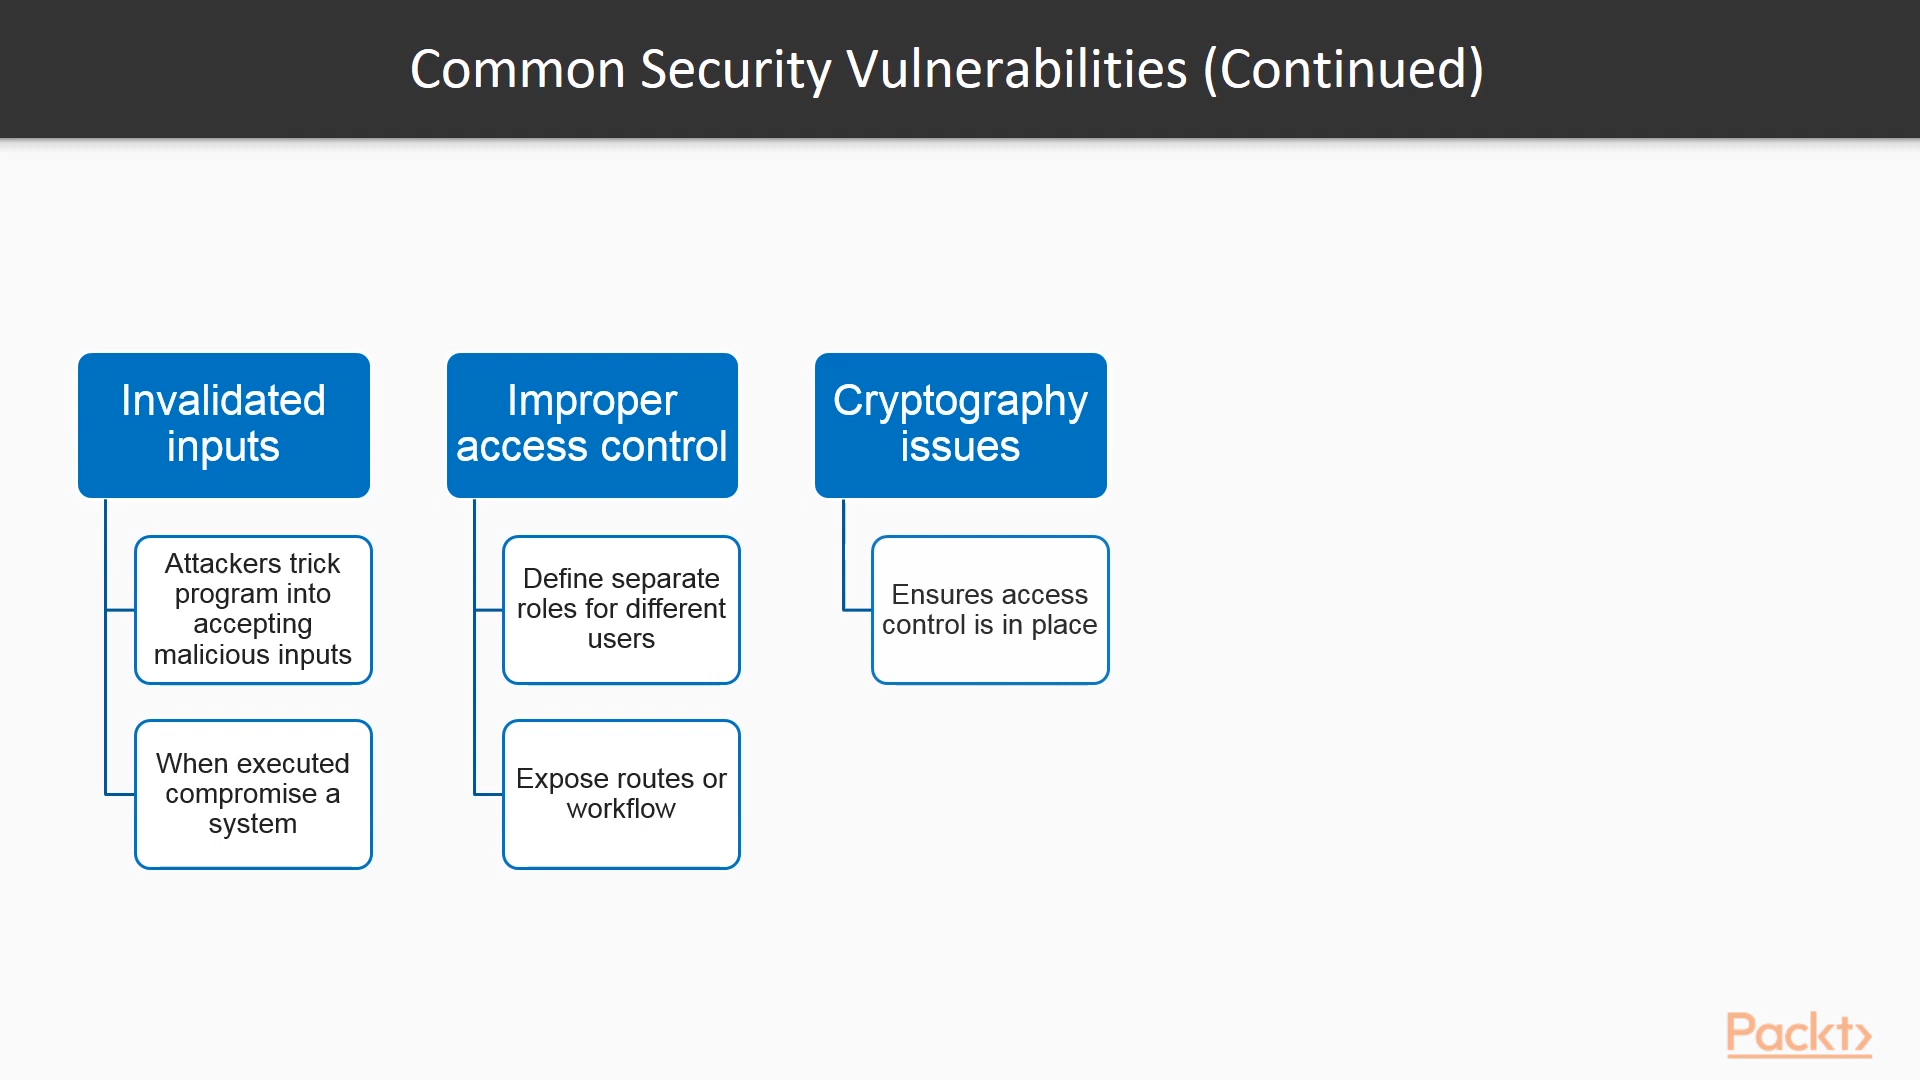 Common Security Vulnerabilities (Continued)
Invalidated
inputs
Attackers trick
program into
accepting
malicious inputs
When executed
compromise a
system
Improper
access control
Define separate
roles for different
users
Expose routes or
workflow
Cryptography
issues
Ensures access
control is in place
Packt>